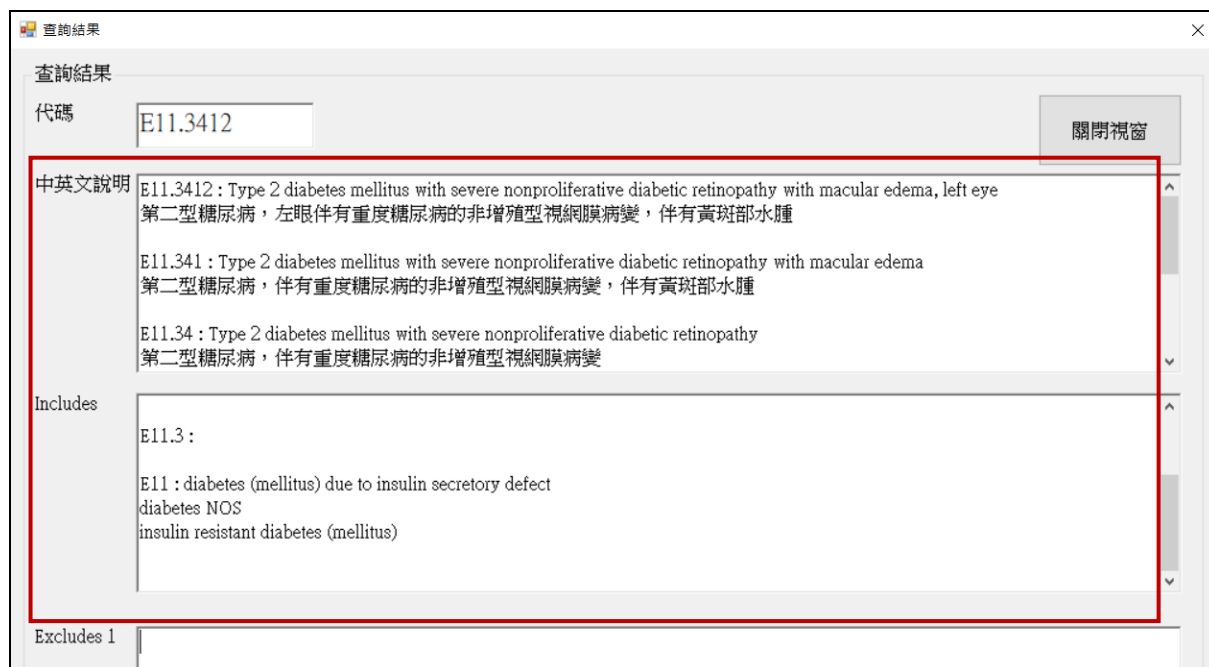 查詢結果
查詢結果
代碼
E11.3412
關閉視窗
中英文說明
E11.3412 : Type 2 diabetes mellitus with severe nonproliferative diabetic retinopathy with macular edema, left eye
第二型糖尿病，左眼伴有重度糖尿病的非增殖型視網膜病變，伴有黃斑部水腫
E11.341 : Type 2 diabetes mellitus with severe nonproliferative diabetic retinopathy with macular edema
第二型糖尿病，伴有重度糖尿病的非增殖型視網膜病變，伴有黃斑部水腫
E11.34 : Type 2 diabetes mellitus with severe nonproliferative diabetic retinopathy
第二型糖尿病，伴有重度糖尿病的非增殖型視網膜病變
Includes
E11.3 :
E11 : diabetes (mellitus) due to insulin secretory defect
diabetes NOS
insulin resistant diabetes (mellitus)
Excludes 1